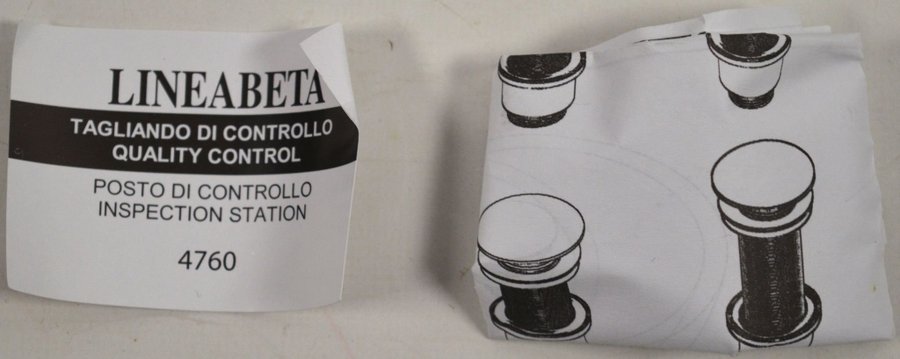 LINEABETA
TAGLIANDO DI CONTROLLO
QUALITY CONTROL
POSTO DI CONTROLLO
INSPECTION STATION
4760